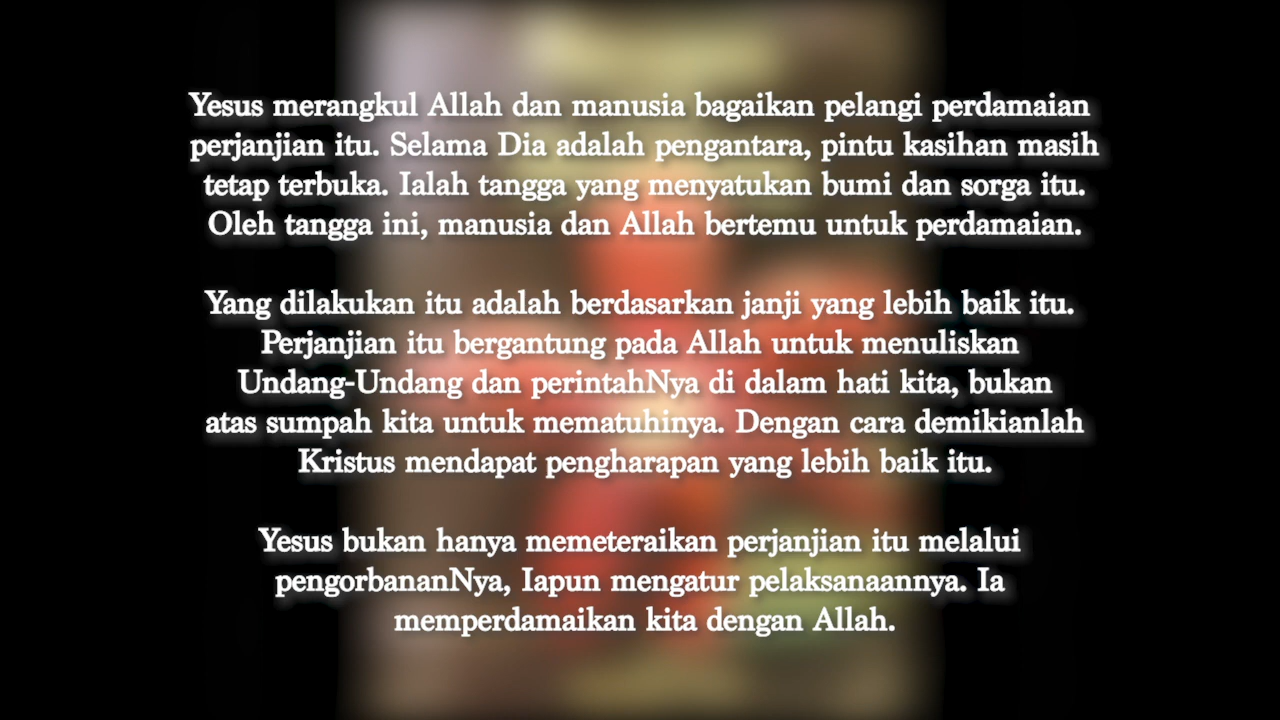 Yesus merangkul Allah dan manusia bagaikan pelangi perdamaian
perjanjian itu. Selama Dia adalah pengantara, pintu kasihan masih
tetap terbuka. Ialah tangga yang menyatukan bumi dan sorga itu.
Oleh tangga ini, manusia dan Allah bertemu untuk perdamaian.
Yang dilakukan itu adalah berdasarkan janji yang lebih baik itu.
Perjanjian itu bergantung pada Allah untuk menuliskan
Undang-Undang dan perintahNya di dalam hati kita, bukan
atas sumpah kita untuk mematuhinya. Dengan cara demikianlah
Kristus mendapat pengharapan yang lebih baik itu.
Yesus bukan hanya memeteraikan perjanjian itu melalui
pengorbananNya, Iapun mengatur pelaksanaannya. Ia
memperdamaikan kita dengan Allah.